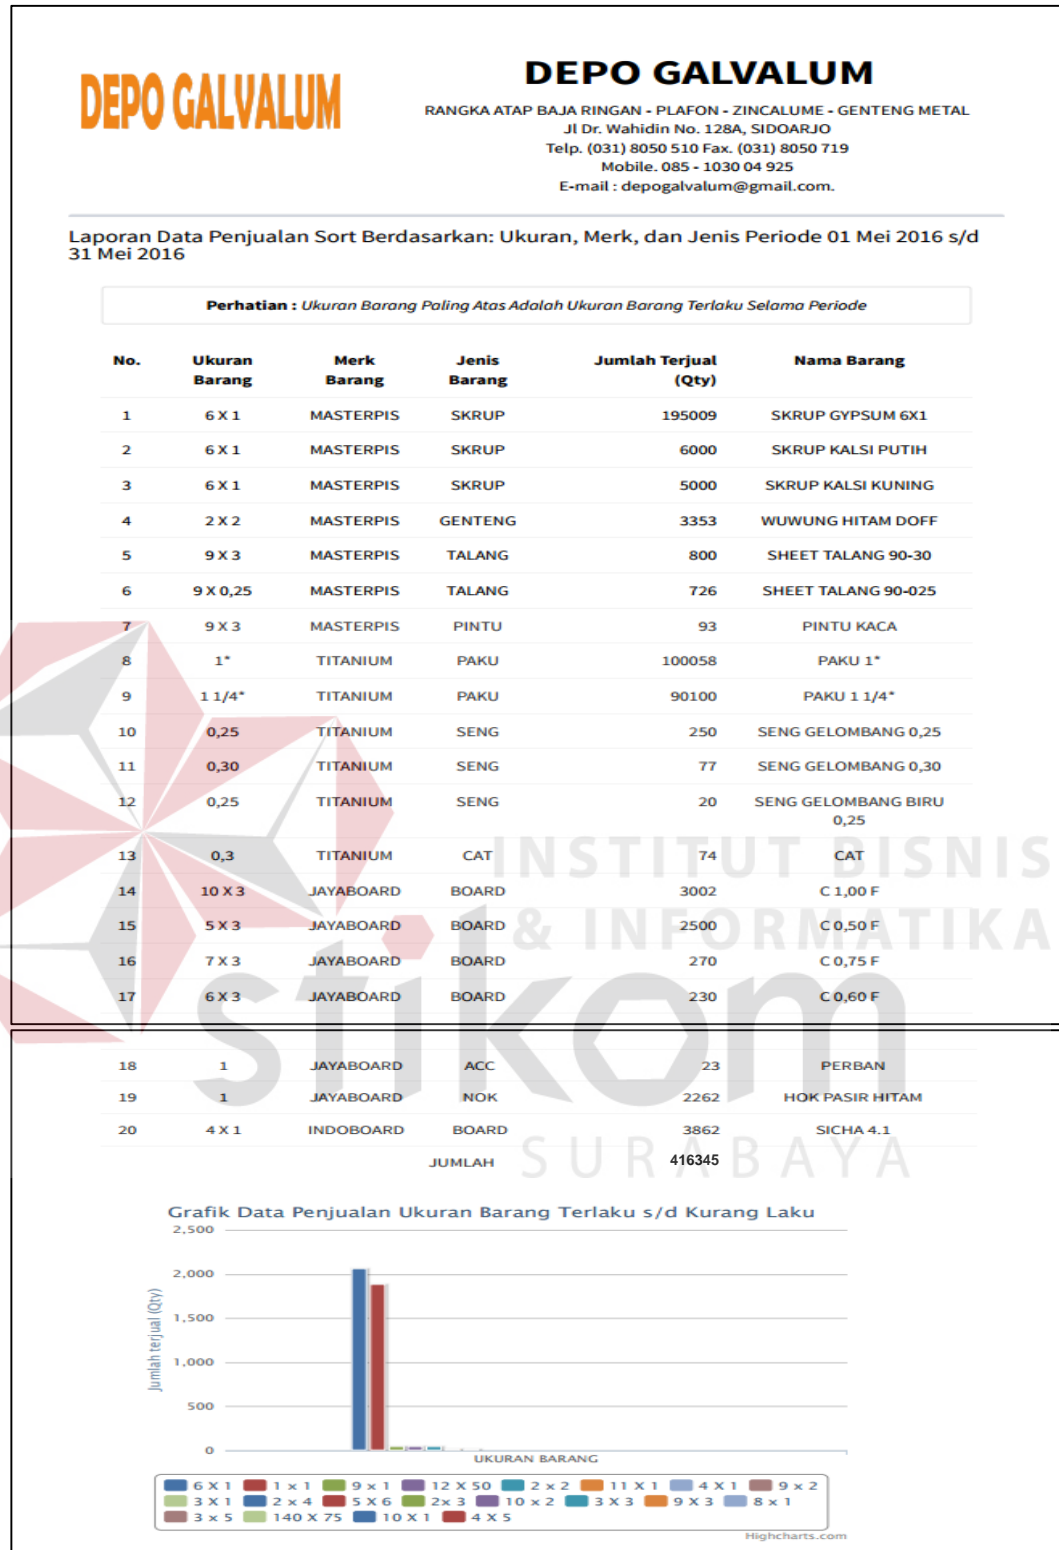 DEPO GALVALUM
DEPO GALVALUM
RANGKA ATAP BAJA RINGAN - PLAFON - ZINCALUME - GENTENG METAL
Jl Dr. Wahidin No. 128A, SIDOARJO
Telp. (031) 8050 510 Fax. (031) 8050 719
Mobile. 085 - 1030 04 925
E-mail : depogalvalum@gmail.com.
Laporan Data Penjualan Sort Berdasarkan: Ukuran, Merk, dan Jenis Periode 01 Mei 2016 s/d
31 Mei 2016
Perhatian : Ukuran Barang Paling Atas Adalah Ukuran Barang Terlaku Selama Periode
No. Ukuran Barang Merk Barang Jenis Barang Jumlah Terjual (Qty) Nama Barang
1 6 X 1 MASTERPIS SKRUP 195009 SKRUP GYPSUM 6X1
2 6 X 1 MASTERPIS SKRUP 6000 SKRUP KALSI PUTIH
3 6 X 1 MASTERPIS SKRUP 5000 SKRUP KALSI KUNING
4 2 X 2 MASTERPIS GENTENG 3353 WUWUNG HITAM DOFF
5 9 X 3 MASTERPIS TALANG 800 SHEET TALANG 90-30
6 9 X 0,25 MASTERPIS TALANG 726 SHEET TALANG 90-025
7 9 X 3 MASTERPIS PINTU 93 PINTU KACA
8 1" TITANIUM PAKU 100058 PAKU 1"
9 1 1/4" TITANIUM PAKU 90100 PAKU 1 1/4"
10 0,25 TITANIUM SENG 250 SENG GELOMBANG 0,25
11 0,30 TITANIUM SENG 77 SENG GELOMBANG 0,30
12 0,25 TITANIUM SENG 20 SENG GELOMBANG BIRU
0,25
13 0,3 TITANIUM CAT 74 CAT
14 10 X 3 JAYABOARD BOARD 3002 C 1,00 F
15 5 X 3 JAYABOARD BOARD 2500 C 0,50 F
16 7 X 3 JAYABOARD BOARD 270 C 0,75 F
17 6 X 3 JAYABOARD BOARD 230 C 0,60 F
18 1 JAYABOARD ACC 23 PERBAN
19 1 JAYABOARD NOK 2262 HOK PASIR HITAM
20 4 X 1 INDOBOARD BOARD 3862 SICHA 4.1
JUMLAH 416345
INSTITUT BISNIS
& INFORMATIKA
stikom
SURABAYA
Grafik Data Penjualan Ukuran Barang Terlaku s/d Kurang Laku
Jumlah terjual (Qty)
2,500
2,000
1,500
1,000
500
0
UKURAN BARANG
6 X 1 1 x 1 9 x 1 12 X 50 2 x 2 11 X 1 4 X 1 9 x 2
3 X 1 2 x 4 5 X 6 2x 3 10 x 2 3 X 3 9 X 3 8 x 1
3 x 5 140 X 75 10 X 1 4 X 5
Highcharts.com